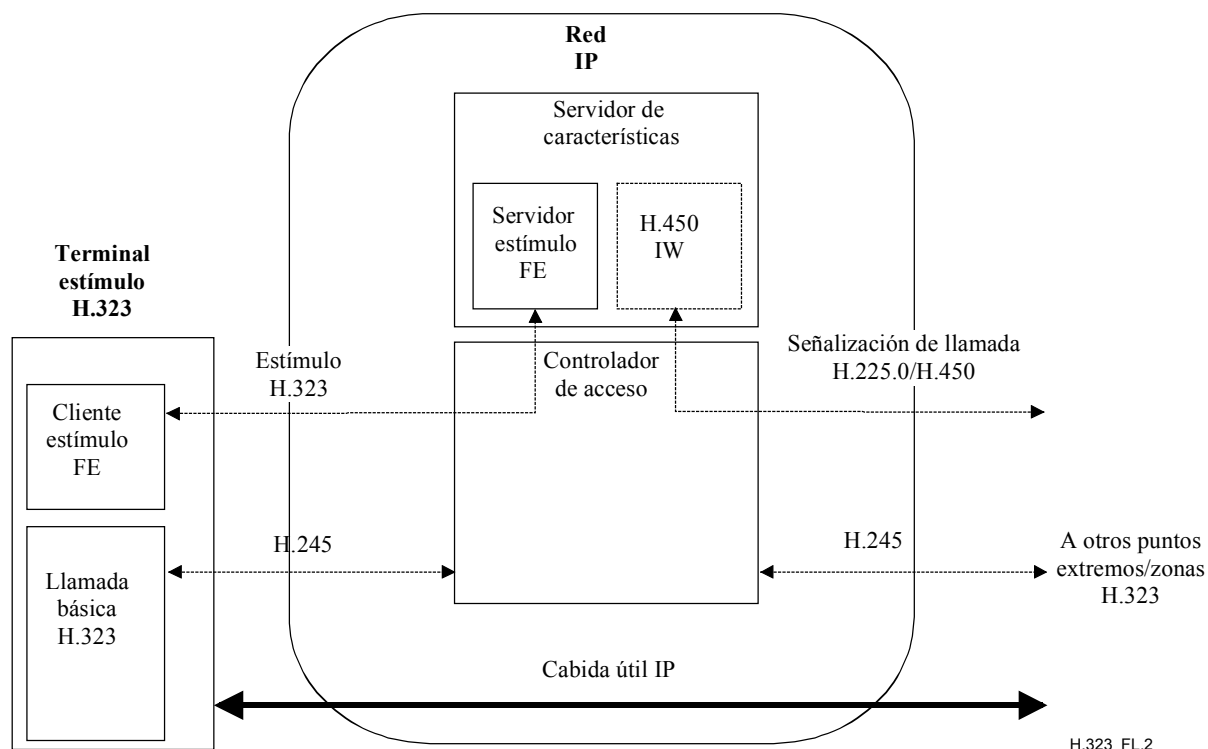 Red
IP
Servidor de
características
Servidor
estímulo
FE
H.450
IW
Terminal
estímulo
H.323
Estímulo
H.323
Controlador
de acceso
Señalización de llamada
H.225.0/H.450
Cliente
estímulo
FE
H.245
H.245
A otros puntos
extremos/zonas
H.323
Llamada
básica
H.323
Cabida útil IP
H.323_FL.2